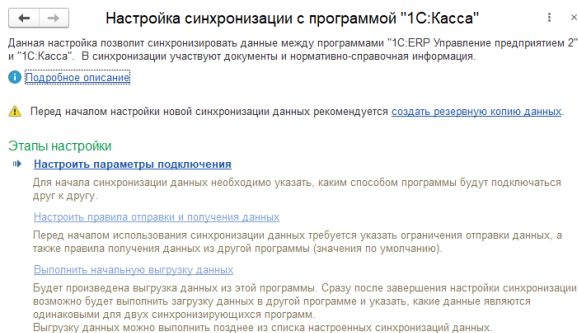 Настройка синхронизации с программой "1С:Касса"
Данная настройка позволит синхронизировать данные между программами "1С:ERP Управление предприятием 2"
и "1С:Касса". В синхронизации участвуют документы и нормативно-справочная информация.
Подробное описание
Перед началом настройки новой синхронизации данных рекомендуется создать резервную копию данных.
Этапы настройки
Настроить параметры подключения
Для начала синхронизации данных необходимо указать, каким способом программы будут подключаться
друг к другу.
Настроить правила отправки и получения данных
Перед началом использования синхронизации данных требуется указать ограничения отправки данных, а
также правила получения данных из другой программы (значения по умолчанию).
Выполнить начальную выгрузку данных
Будет произведена выгрузка данных из этой программы. Сразу после завершения настройки синхронизации
возможно будет выполнить загрузку данных в другой программе и указать, какие данные являются
одинаковыми для двух синхронизирующихся программ.
Выгрузку данных можно выполнить позднее из списка настроенных синхронизаций данных.